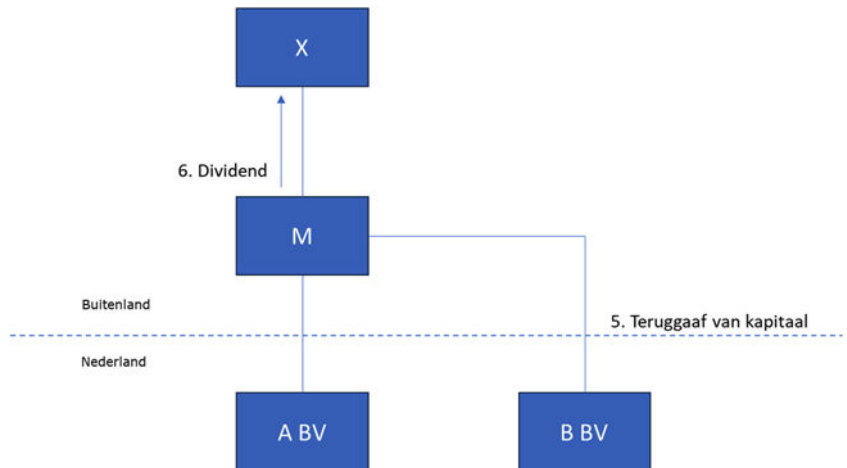 X
6. Dividend
M
Buitenland
5. Teruggaaf van kapitaal
Nederland
A BV
B BV